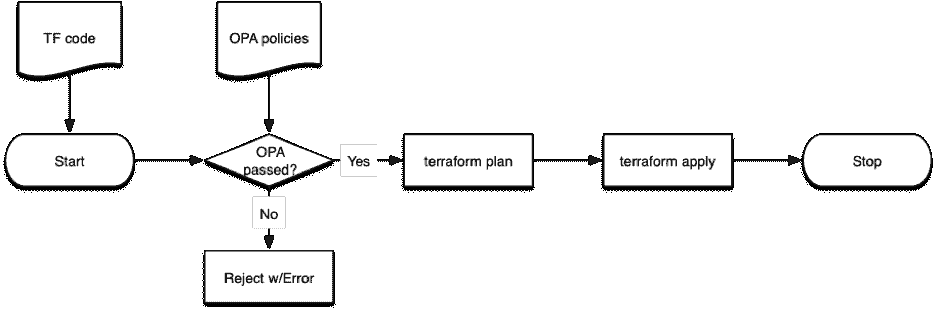 TF code
OPA policies
Start
OPA
passed?
Yes
terraform plan
terraform apply
Stop
No
Reject w/Error